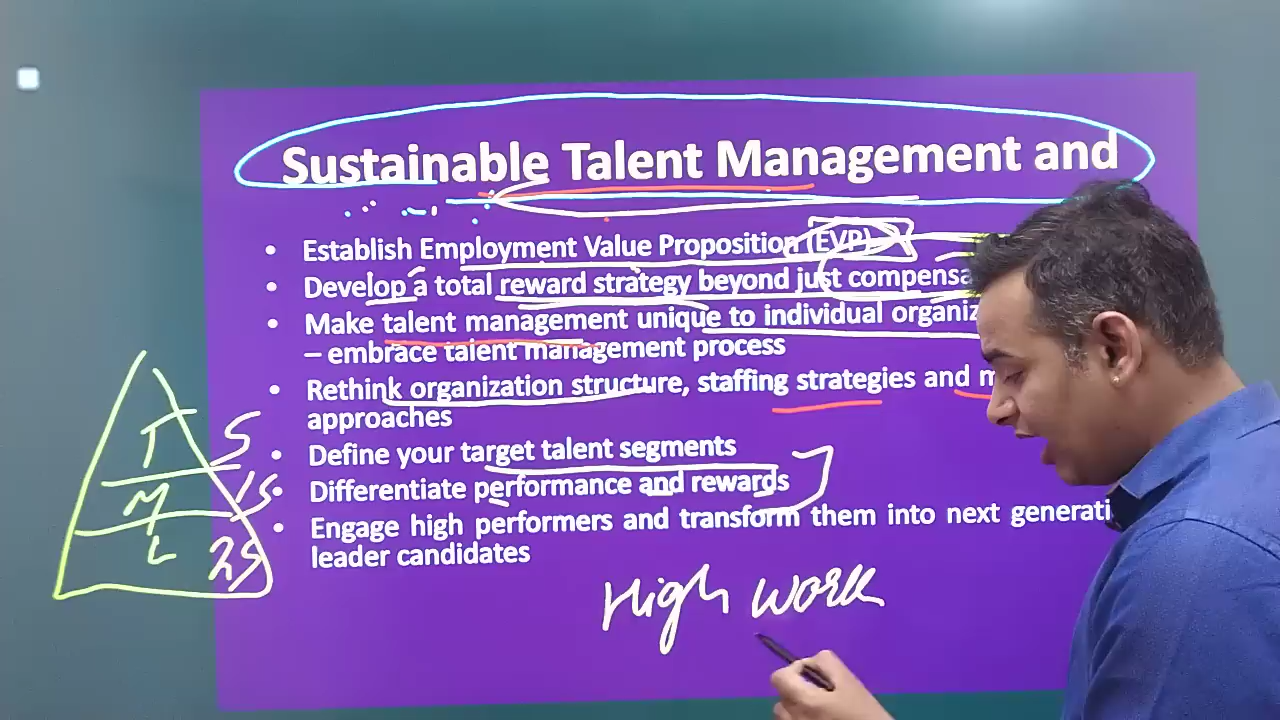 Sustainable Talent Management and
• Establish Employment Value Proposition (EVP)
• Develop a total reward strategy beyond just compensa
• Make talent management unique to individual organiz
– embrace talent management process
• Rethink organization structure, staffing strategies and m
approaches
• Define your target talent segments
• Differentiate performance and rewards
• Engage high performers and transform them into next generati
leader candidates
T 5
M 15
L 25
High work